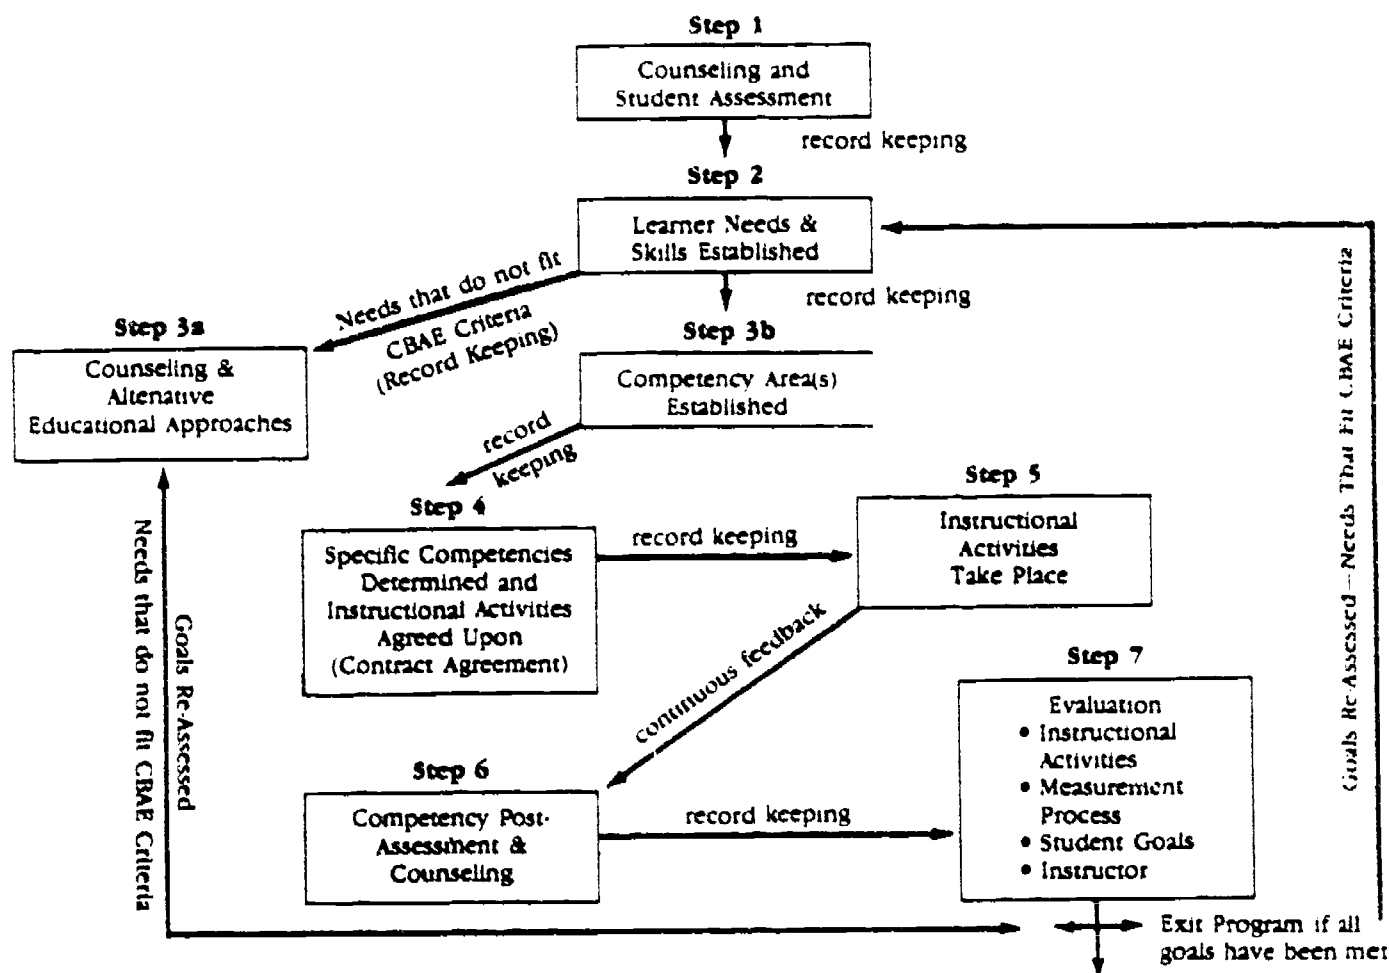 Step 1
Counseling and
Student Assessment
record keeping
Step 2
Learner Needs &
Skills Established
Needs that do not fit
CBAE Criteria
(Record Keeping)
record keeping
Step 3a
Counseling &
Altenative
Educational Approaches
Step 3b
Competency Area(s)
Established
record
keeping
Step 4
Specific Competencies
Determined and
Instructional Activities
Agreed Upon
(Contract Agreement)
record keeping
Step 5
Instructional
Activities
Take Place
continuous feedback
Step 6
Competency Post-
Assessment &
Counseling
record keeping
Step 7
Evaluation
• Instructional
Activities
• Measurement
Process
• Student Goals
• Instructor
Exit Program if all
goals have been met
Goals Re-Assessed
Needs that do not fit CBAE Criteria
Goals Re-Assessed—Needs That Fit CBAE Criteria